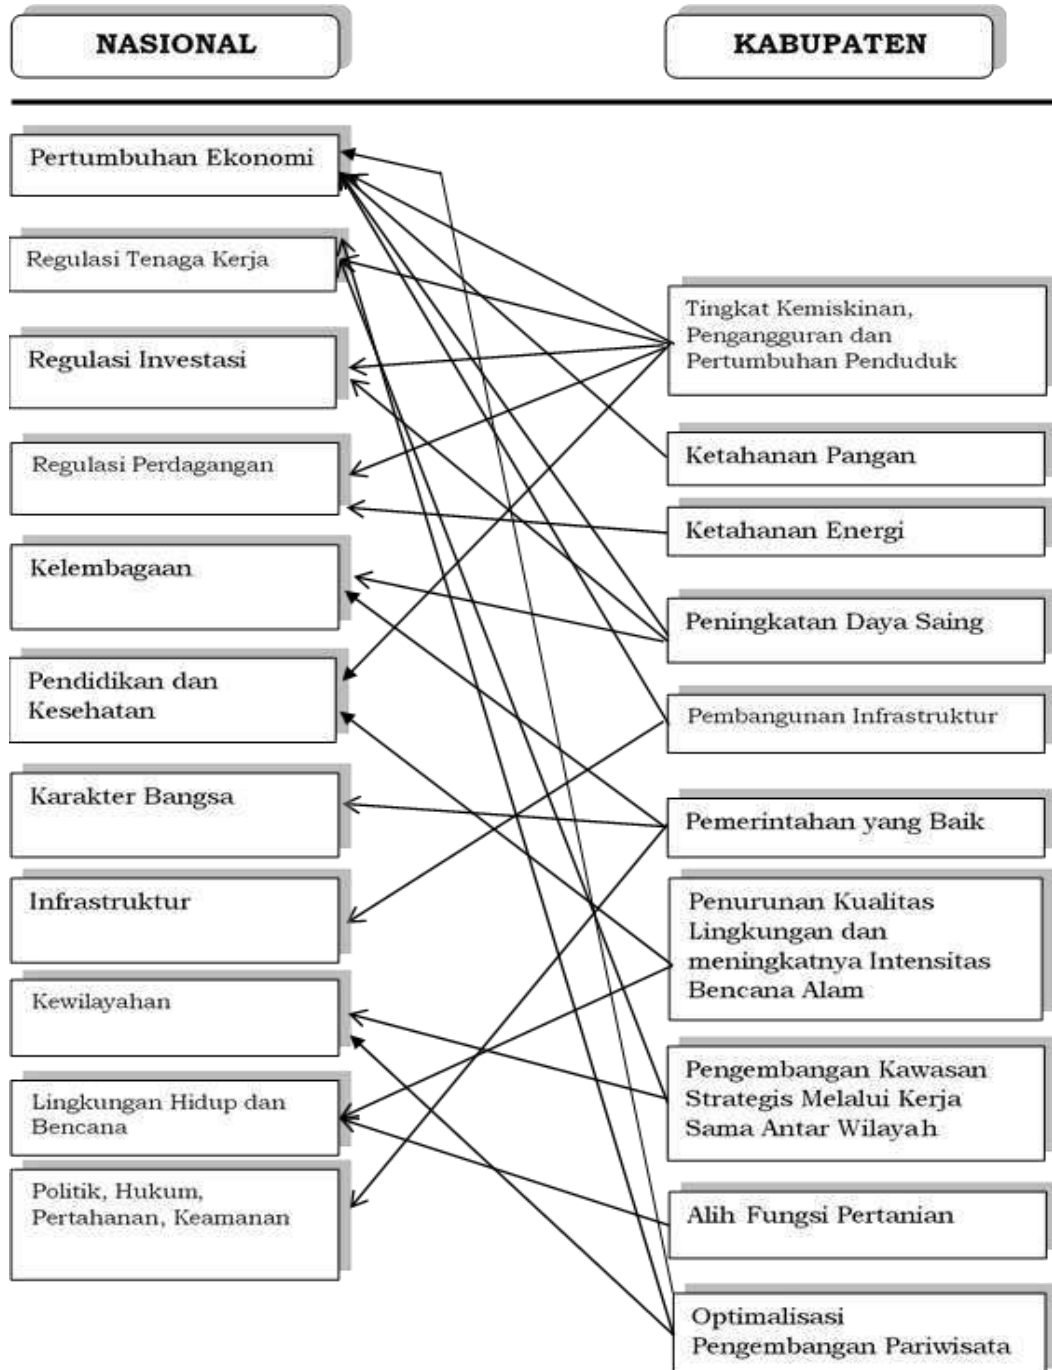 NASIONAL
KABUPATEN
Pertumbuhan Ekonomi
Regulasi Tenaga Kerja
Regulasi Investasi
Regulasi Perdagangan
Kelembagaan
Pendidikan dan
Kesehatan
Karakter Bangsa
Infrastruktur
Kewilayahan
Lingkungan Hidup dan
Bencana
Politik, Hukum,
Pertahanan, Keamanan
Tingkat Kemiskinan,
Pengangguran dan
Pertumbuhan Penduduk
Ketahanan Pangan
Ketahanan Energi
Peningkatan Daya Saing
Pembangunan Infrastruktur
Pemerintahan yang Baik
Penurunan Kualitas
Lingkungan dan
meningkatnya Intensitas
Bencana Alam
Pengembangan Kawasan
Strategis Melalui Kerja
Sama Antar Wilayah
Alih Fungsi Pertanian
Optimalisasi
Pengembangan Pariwisata